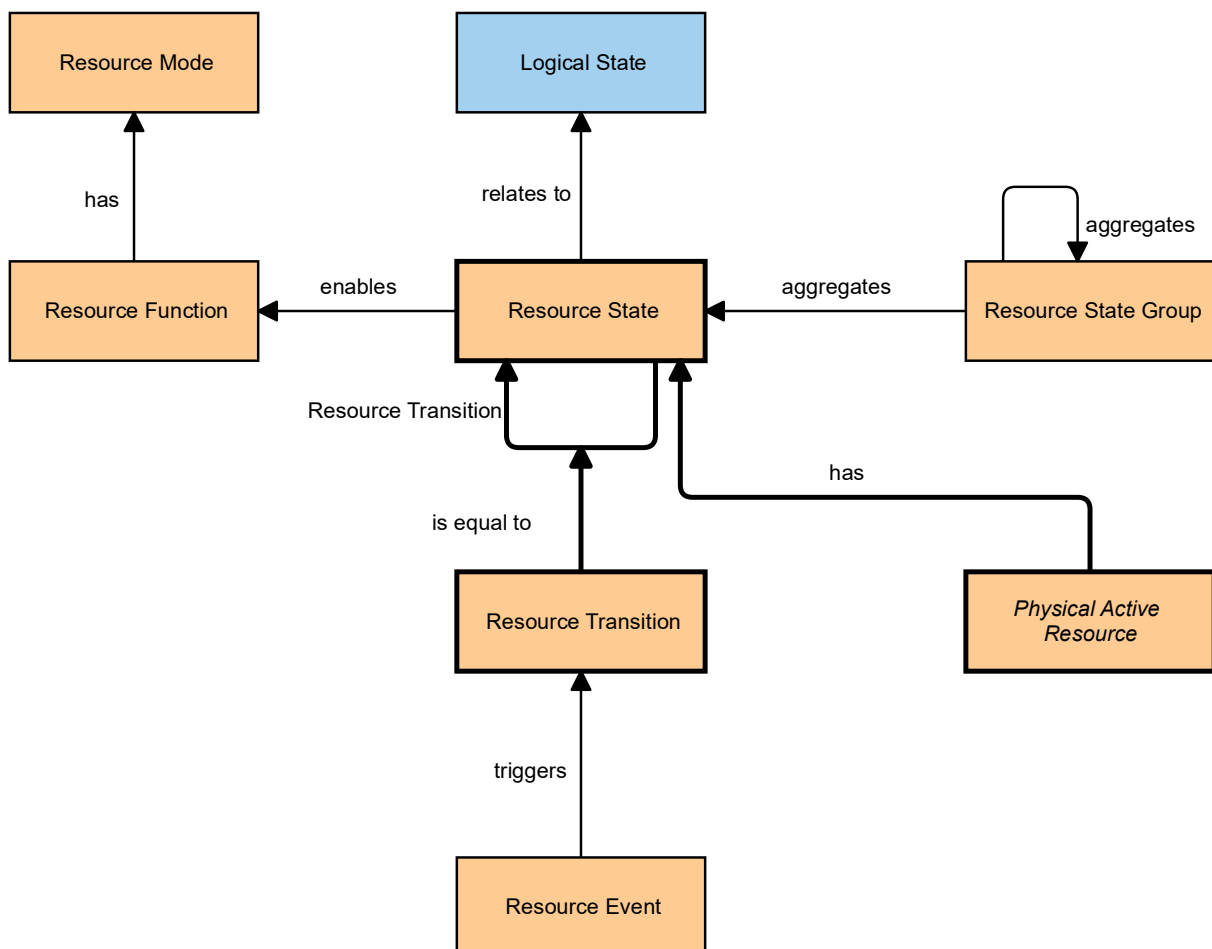 Resource Mode
Logical State
has
relates to
aggregates
Resource Function
enables
Resource State
aggregates
Resource State Group
Resource Transition
has
is equal to
Resource Transition
Physical Active
Resource
triggers
Resource Event